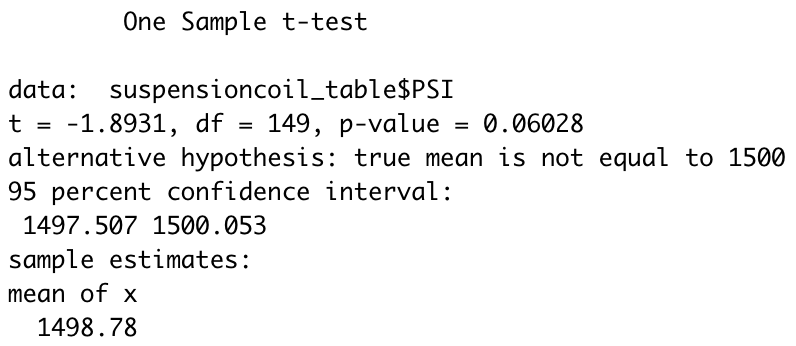 One Sample t-test
data:  suspensioncoil_table$PSI
t = -1.8931, df = 149, p-value = 0.06028
alternative hypothesis: true mean is not equal to 1500
95 percent confidence interval:
1497.507 1500.053
sample estimates:
mean of x
1498.78